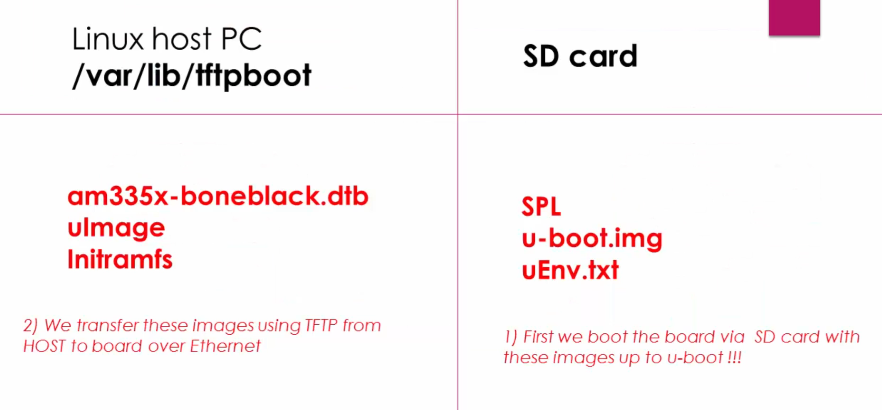 Linux host PC
/var/lib/tftpboot
SD card
am335x-boneblack.dtb
uImage
Initramfs
2) We transfer these images using TFTP from
HOST to board over Ethernet
SPL
u-boot.img
uEnv.txt
1) First we boot the board via SD card with
these images up to u-boot !!!